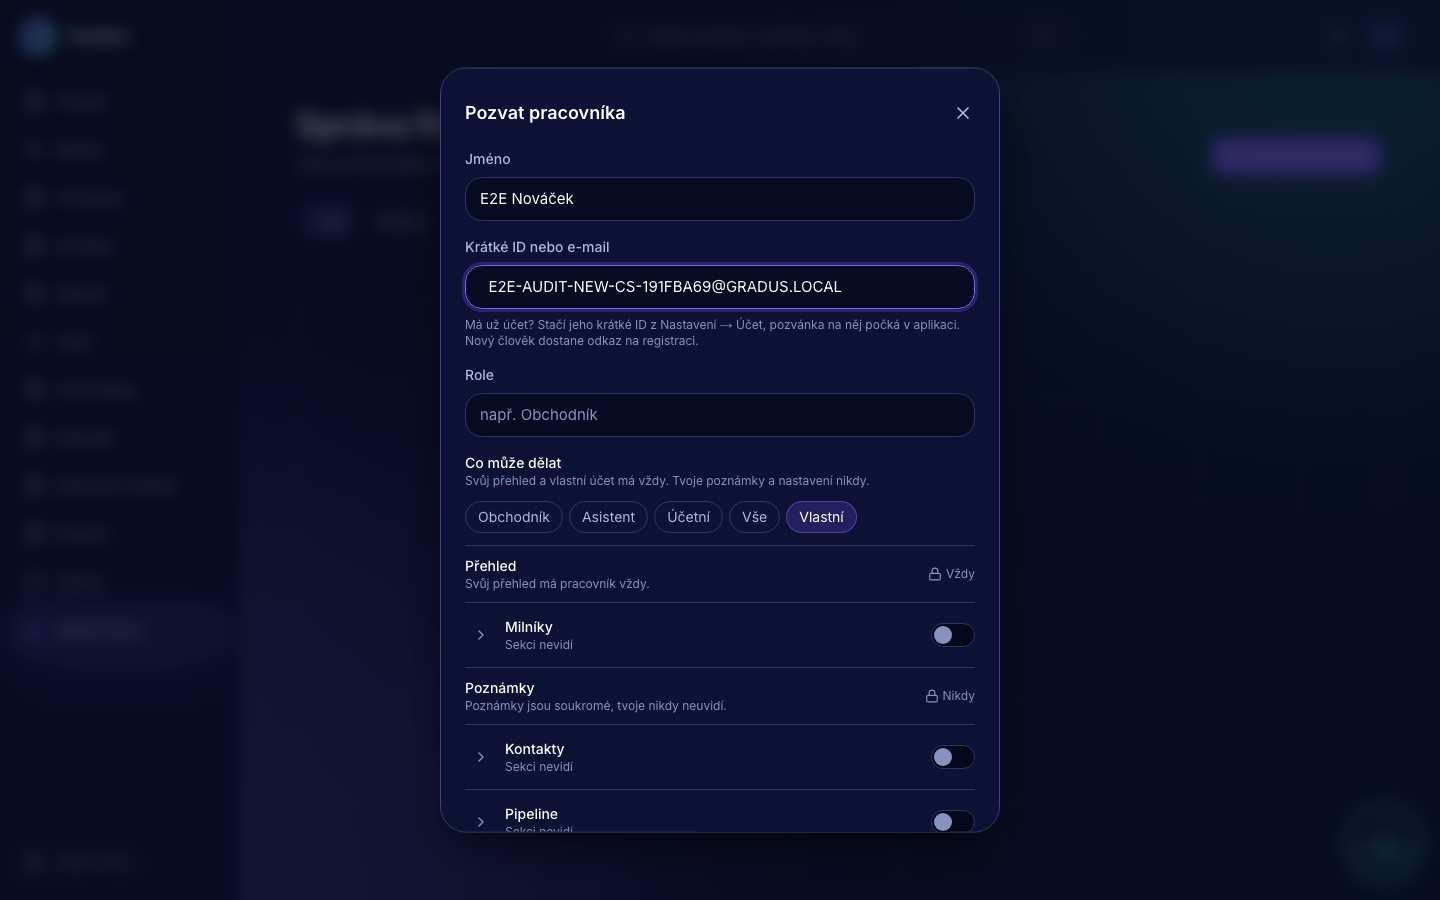 Pozvat pracovníka
Jméno
E2E Nováček
Krátké ID nebo e-mail
E2E-AUDIT-NEW-CS-191FBA69@GRADUS.LOCAL
Má už účet? Stačí jeho krátké ID z Nastavení → Účet, pozvánka na něj počká v aplikaci.
Nový člověk dostane odkaz na registraci.
Role
např. Obchodník
Co může dělat
Svůj přehled a vlastní účet má vždy. Tvoje poznámky a nastavení nikdy.
Obchodník Asistent Účetní Vše Vlastní
Přehled
Svůj přehled má pracovník vždy.
Vždy
Milníky
Sekci nevidí
Poznámky
Poznámky jsou soukromé, tvoje nikdy neuvidí.
Nikdy
Kontakty
Sekci nevidí
Pipeline
Sekci nevidí